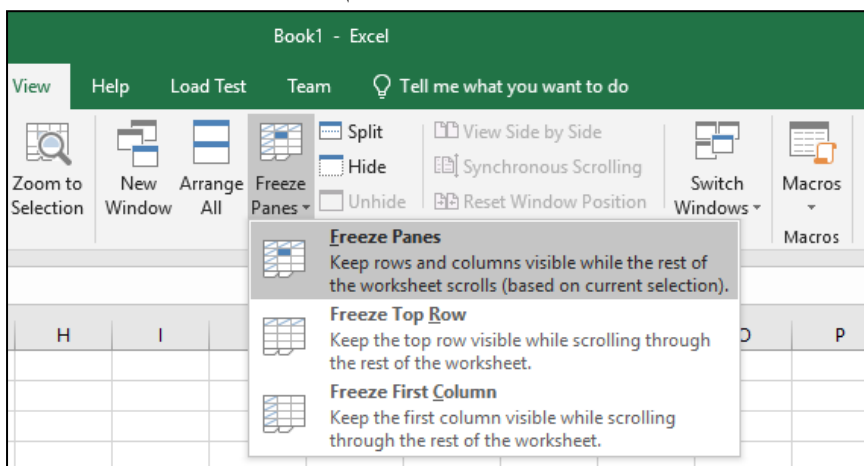 Book1 - Excel
View Help Load Test Team Tell me what you want to do
Zoom to Selection
New Window
Arrange All
Freeze Panes
Split
Hide
Unhide
View Side by Side
Synchronous Scrolling
Reset Window Position
Switch Windows
Macros
Macros
Freeze Panes
Keep rows and columns visible while the rest of
the worksheet scrolls (based on current selection).
Freeze Top Row
Keep the top row visible while scrolling through
the rest of the worksheet.
Freeze First Column
Keep the first column visible while scrolling
through the rest of the worksheet.
H I O P